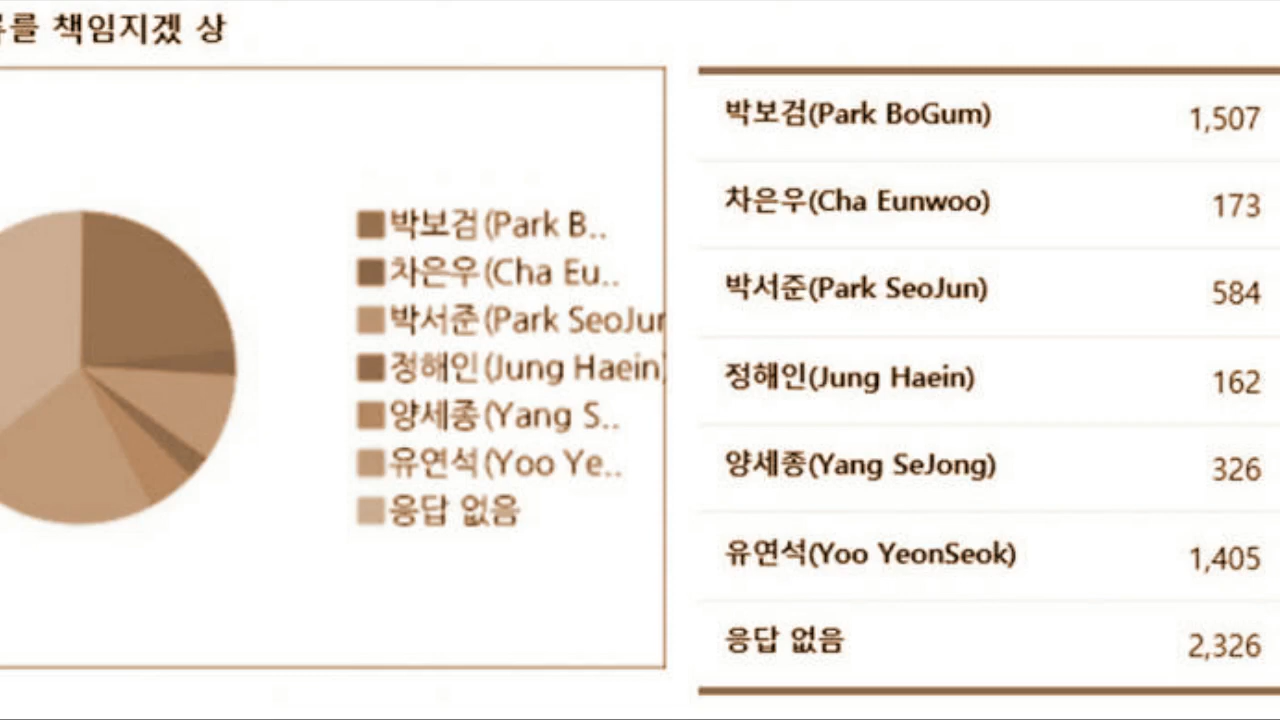 를 책임지겠 상
박보검(Park B..
차은우(Cha Eu..
박서준(Park SeoJun
정해인(Jung Haein)
양세종(Yang S..
유연석(Yoo Ye..
응답 없음
박보검(Park BoGum) 1,507
차은우(Cha Eunwoo) 173
박서준(Park SeoJun) 584
정해인(Jung Haein) 162
양세종(Yang SeJong) 326
유연석(Yoo YeonSeok) 1,405
응답 없음 2,326